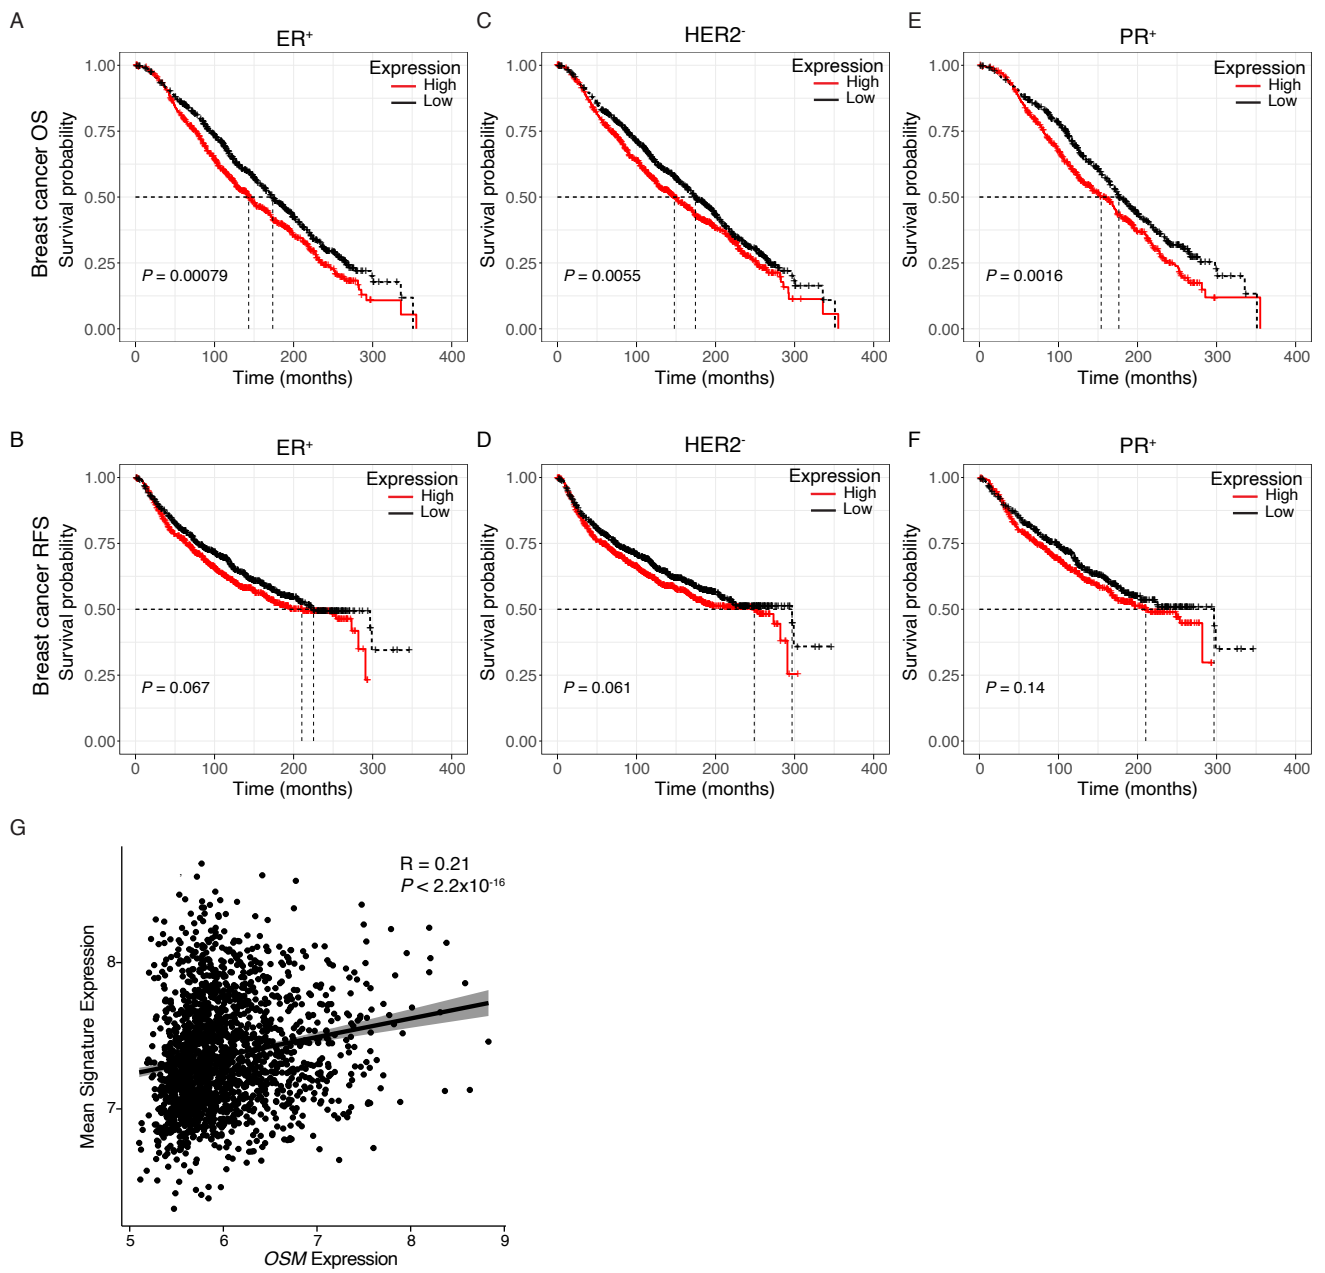 A
ER+
Breast cancer OS
Survival probability
1.00
0.75
0.50
0.25
0.00
Expression
High
Low
P = 0.00079
0 100 200 300 400
Time (months)
C
HER2-
Survival probability
1.00
0.75
0.50
0.25
0.00
Expression
High
Low
P = 0.0055
0 100 200 300 400
Time (months)
E
PR+
Survival probability
1.00
0.75
0.50
0.25
0.00
Expression
High
Low
P = 0.0016
0 100 200 300 400
Time (months)
B
ER+
Breast cancer RFS
Survival probability
1.00
0.75
0.50
0.25
0.00
Expression
High
Low
P = 0.067
0 100 200 300 400
Time (months)
D
HER2-
Survival probability
1.00
0.75
0.50
0.25
0.00
Expression
High
Low
P = 0.061
0 100 200 300 400
Time (months)
F
PR+
Survival probability
1.00
0.75
0.50
0.25
0.00
Expression
High
Low
P = 0.14
0 100 200 300 400
Time (months)
G
R = 0.21
P < 2.2x10-16
Mean Signature Expression
8
7
5 6 7 8 9
OSM Expression